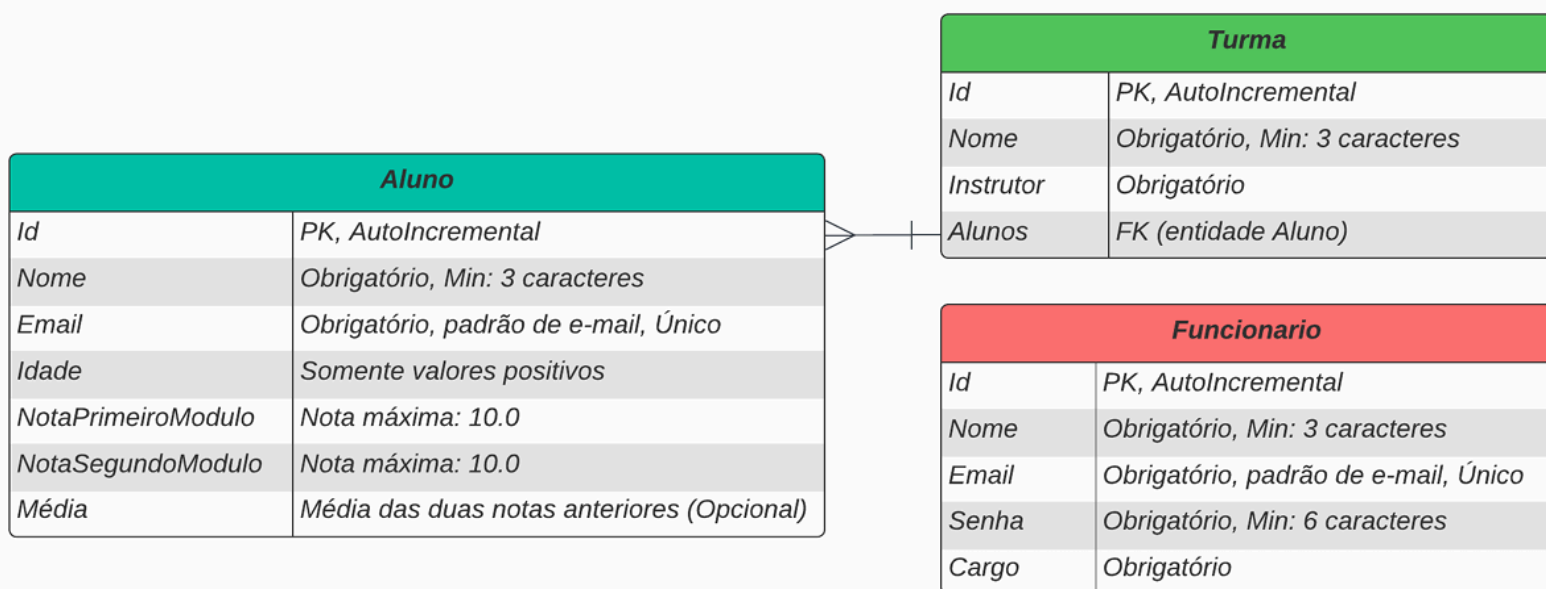 Turma
Id PK, AutoIncremental
Nome Obrigatório, Min: 3 caracteres
Instrutor Obrigatório
Alunos FK (entidade Aluno)
Aluno
Id PK, AutoIncremental
Nome Obrigatório, Min: 3 caracteres
Email Obrigatório, padrão de e-mail, Único
Idade Somente valores positivos
NotaPrimeiroModulo Nota máxima: 10.0
NotaSegundoModulo Nota máxima: 10.0
Média Média das duas notas anteriores (Opcional)
Funcionario
Id PK, AutoIncremental
Nome Obrigatório, Min: 3 caracteres
Email Obrigatório, padrão de e-mail, Único
Senha Obrigatório, Min: 6 caracteres
Cargo Obrigatório